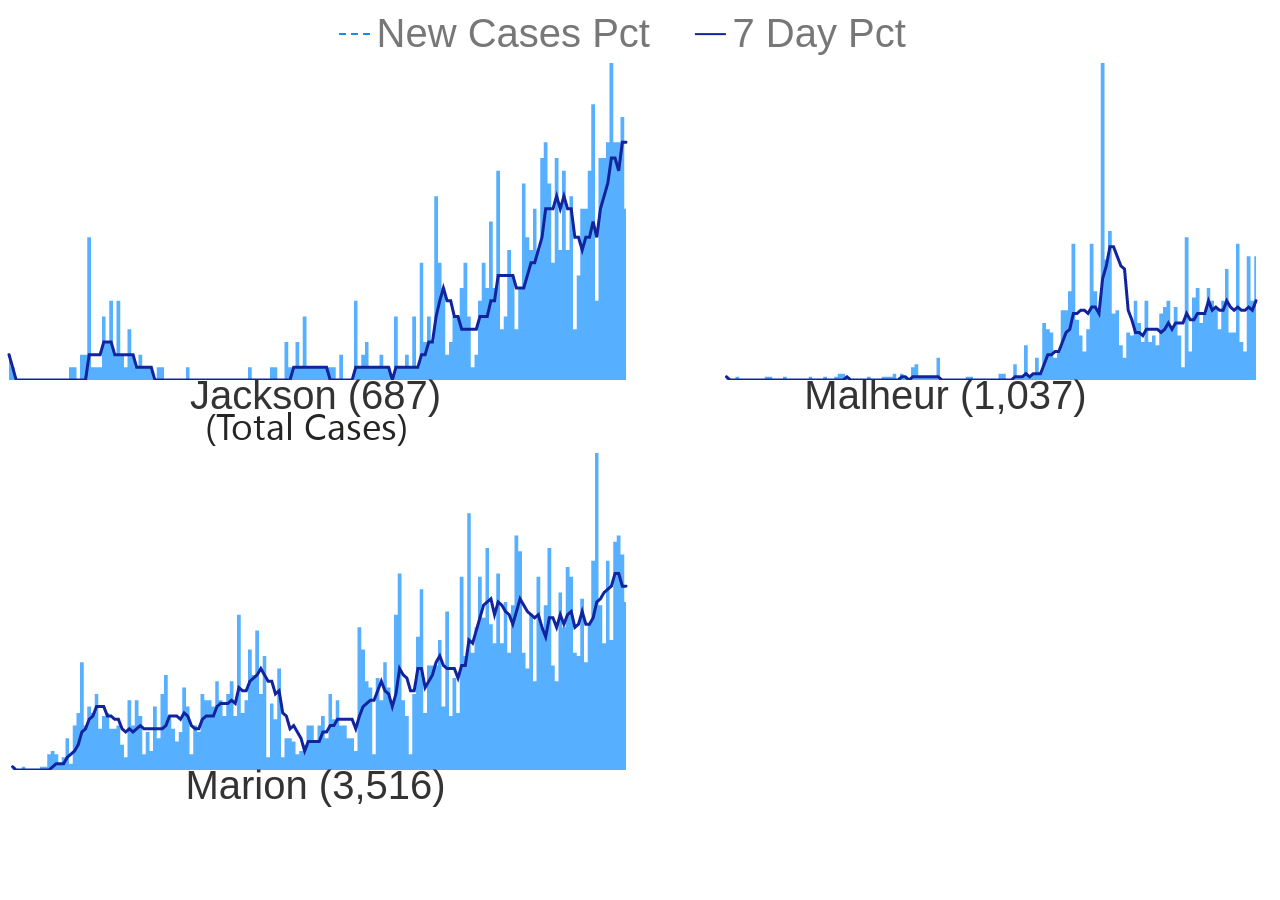 New Cases Pct 7 Day Pct
Jackson (687) Malheur (1,037)
(Total Cases)
Marion (3,516)